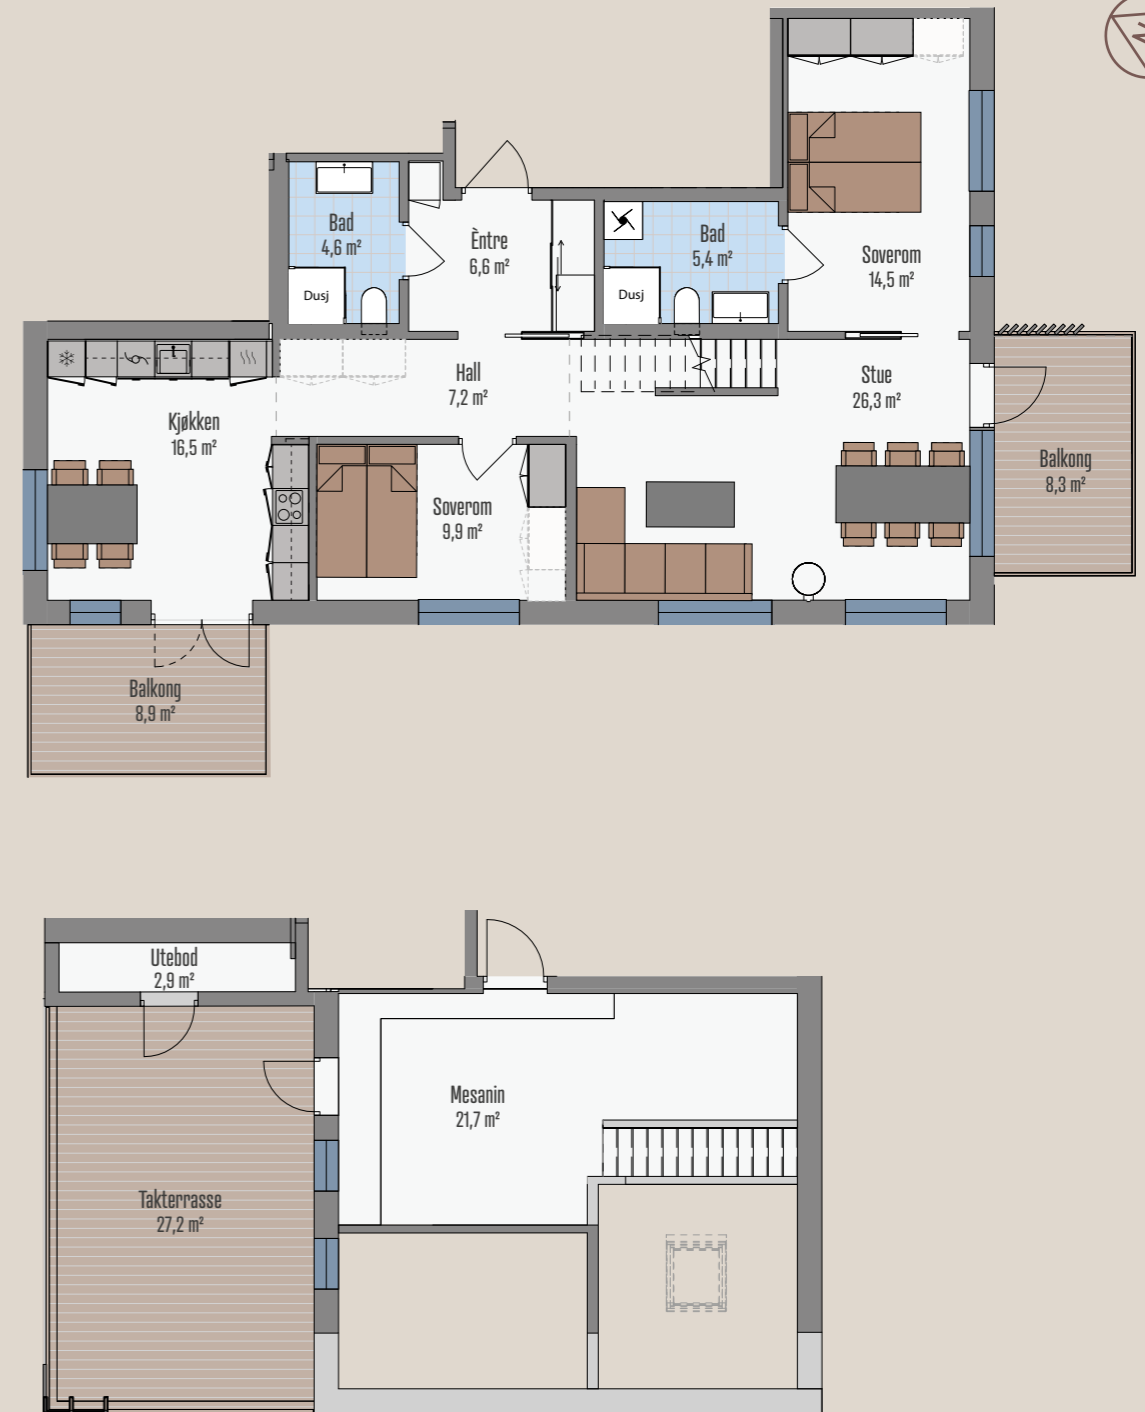 Bad
4,6 m²
Èntre
6,6 m²
Bad
5,4 m²
Soverom
14,5 m²
Dusj
Dusj
Hall
7,2 m²
Stue
26,3 m²
Kjøkken
16,5 m²
Soverom
9,9 m²
Balkong
8,3 m²
Balkong
8,9 m²
Utebod
2,9 m²
Mesanin
21,7 m²
Takterrasse
27,2 m²